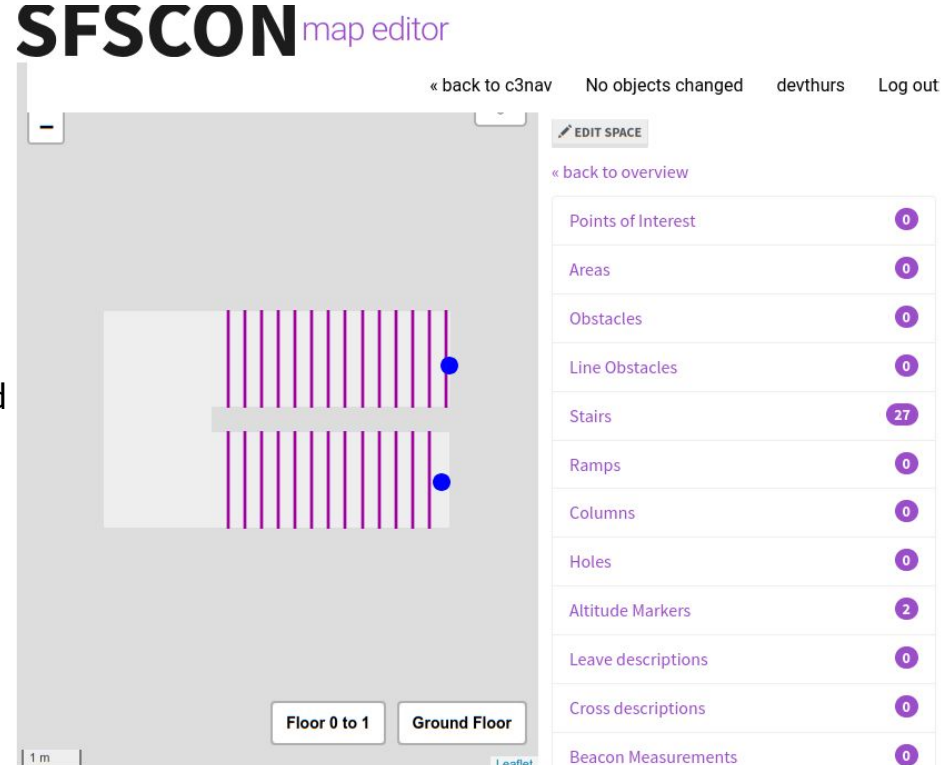 SFSCON map editor
« back to c3nav No objects changed devthurs Log out
−
EDIT SPACE
« back to overview
Points of Interest 0
Areas 0
Obstacles 0
Line Obstacles 0
Stairs 27
Ramps 0
Columns 0
Holes 0
Altitude Markers 2
Leave descriptions 0
Cross descriptions 0
Beacon Measurements 0
Floor 0 to 1 Ground Floor
1 m
Leaflet